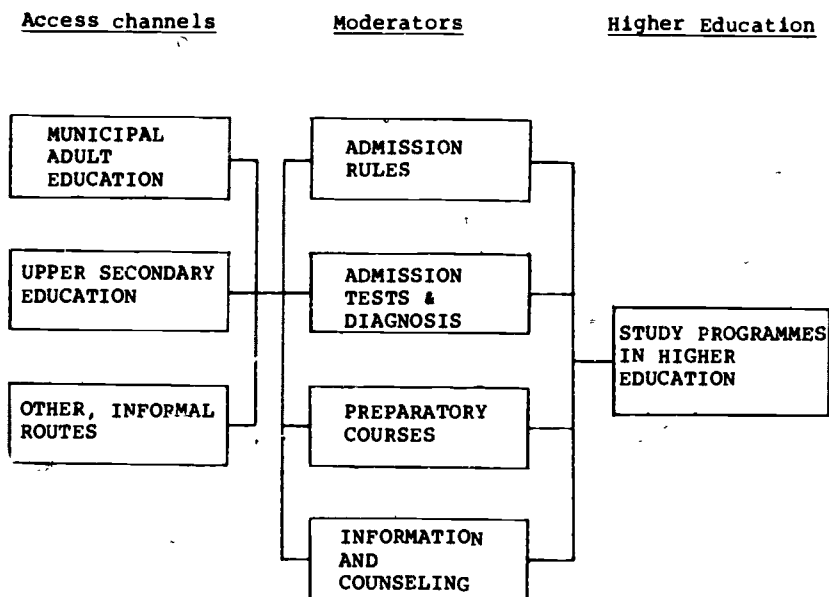 Access channels
Moderators
Higher Education
MUNICIPAL
ADULT
EDUCATION
UPPER SECONDARY
EDUCATION
OTHER, INFORMAL
ROUTES
ADMISSION
RULES
ADMISSION
TESTS &
DIAGNOSIS
PREPARATORY
COURSES
INFORMATION
AND
COUNSELING
STUDY PROGRAMMES
IN HIGHER
EDUCATION